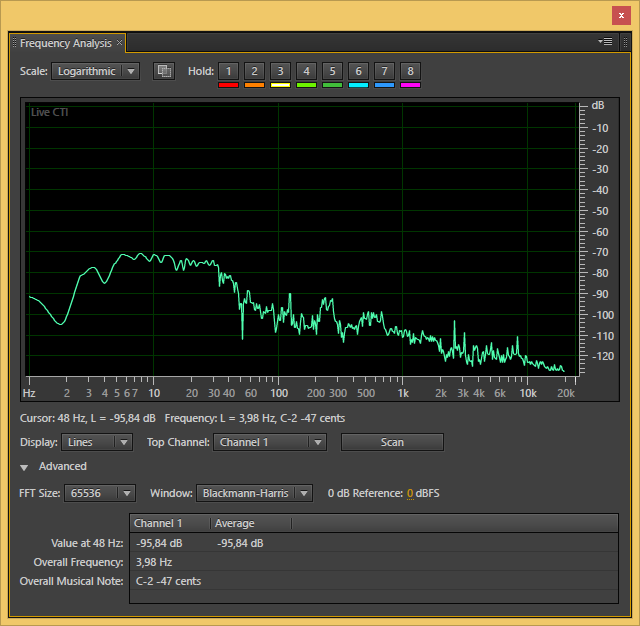 x
Frequency Analysis ×
Scale: Logarithmic Hold: 1 2 3 4 5 6 7 8
Live CTI
dB
-10
-20
-30
-40
-50
-60
-70
-80
-90
-100
-110
-120
Hz 2 3 4 5 6 7 10 20 30 40 60 100 200 300 500 1k 2k 3k 4k 6k 10k 20k
Cursor: 48 Hz, L = -95,84 dB Frequency: L = 3,98 Hz, C-2 -47 cents
Display: Lines Top Channel: Channel 1 Scan
Advanced
FFT Size: 65536 Window: Blackmann-Harris 0 dB Reference: 0 dBFS
Channel 1 Average
Value at 48 Hz: -95,84 dB -95,84 dB
Overall Frequency: 3,98 Hz
Overall Musical Note: C-2 -47 cents